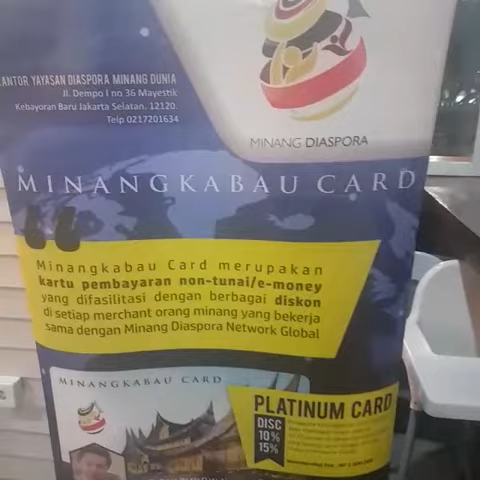 KANTOR YAYASAN DIASPORA MINANG DUNIA
Jl. Dempo I no 36 Mayestik
Kebayoran Baru Jakarta Selatan. 12120.
Telp 0217201634
MINANG DIASPORA
MINANGKABAU CARD
“
Minangkabau Card merupakan
kartu pembayaran non-tunai/e-money
yang difasilitasi dengan berbagai diskon
di setiap merchant orang minang yang bekerja
sama dengan Minang Diaspora Network Global
MINANGKABAU CARD
PLATINUM CARD
DISC
10%
15%